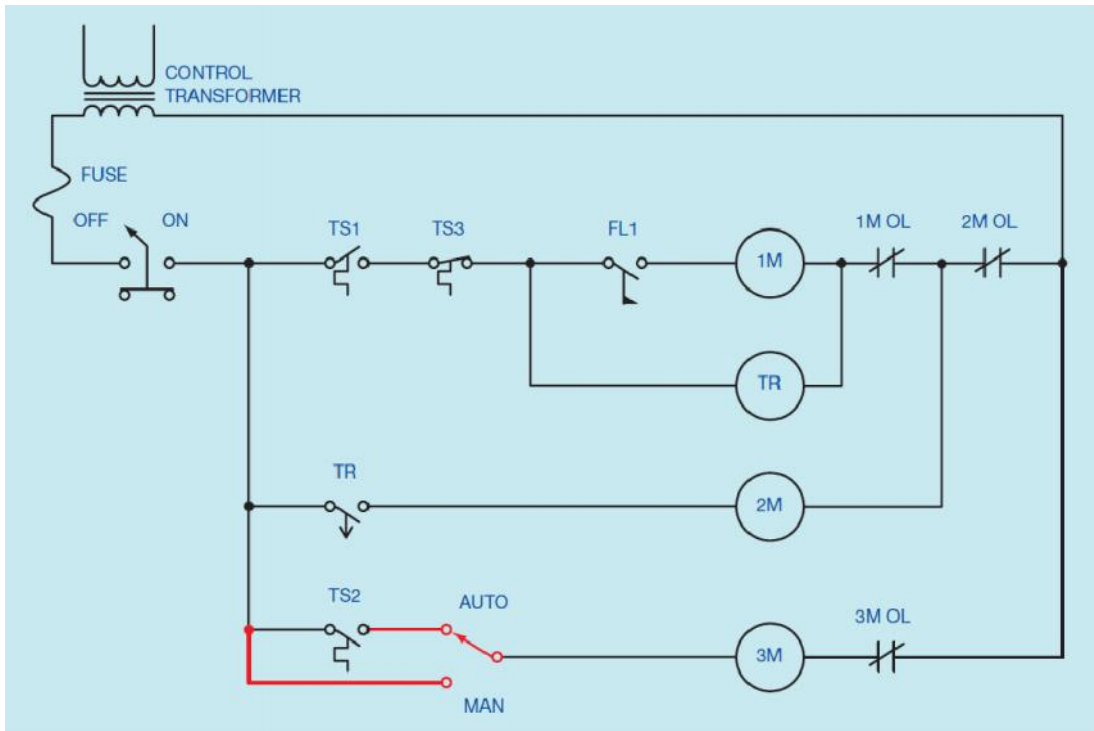 CONTROL
TRANSFORMER
FUSE
OFF ON
TS1 TS3 FL1 1M 1M OL 2M OL
TR
TR
2M
TS2
AUTO
3M
3M OL
MAN